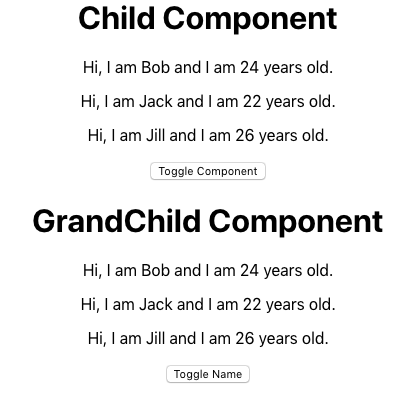 Child Component
Hi, I am Bob and I am 24 years old.
Hi, I am Jack and I am 22 years old.
Hi, I am Jill and I am 26 years old.
Toggle Component
GrandChild Component
Hi, I am Bob and I am 24 years old.
Hi, I am Jack and I am 22 years old.
Hi, I am Jill and I am 26 years old.
Toggle Name